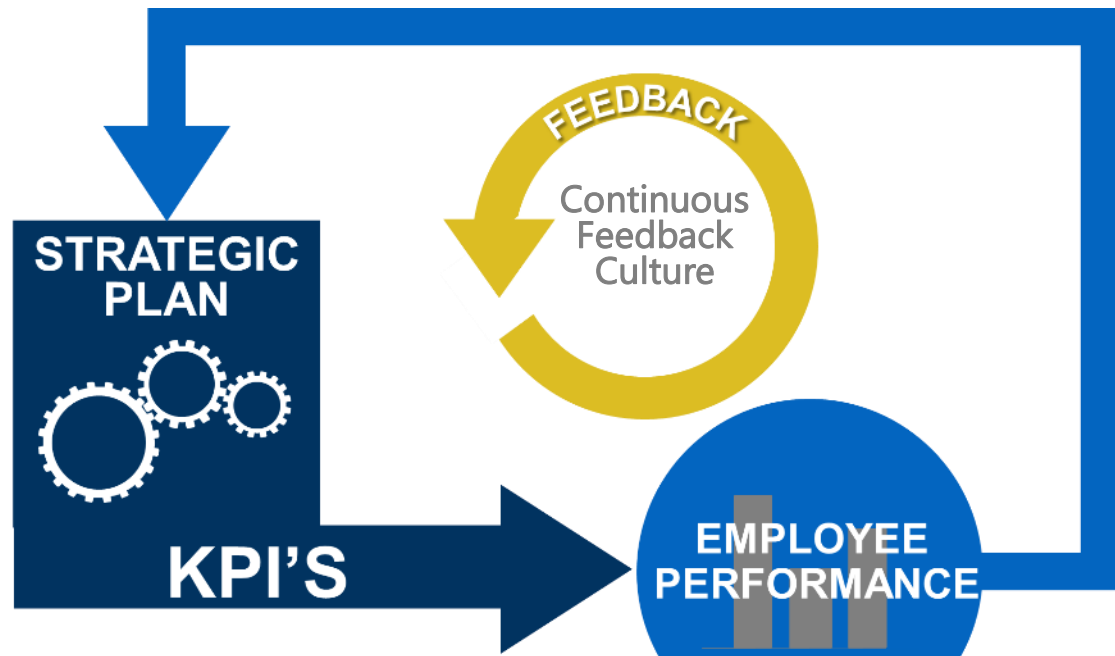 FEEDBACK
Continuous
Feedback
Culture
STRATEGIC
PLAN
KPI'S
EMPLOYEE
PERFORMANCE